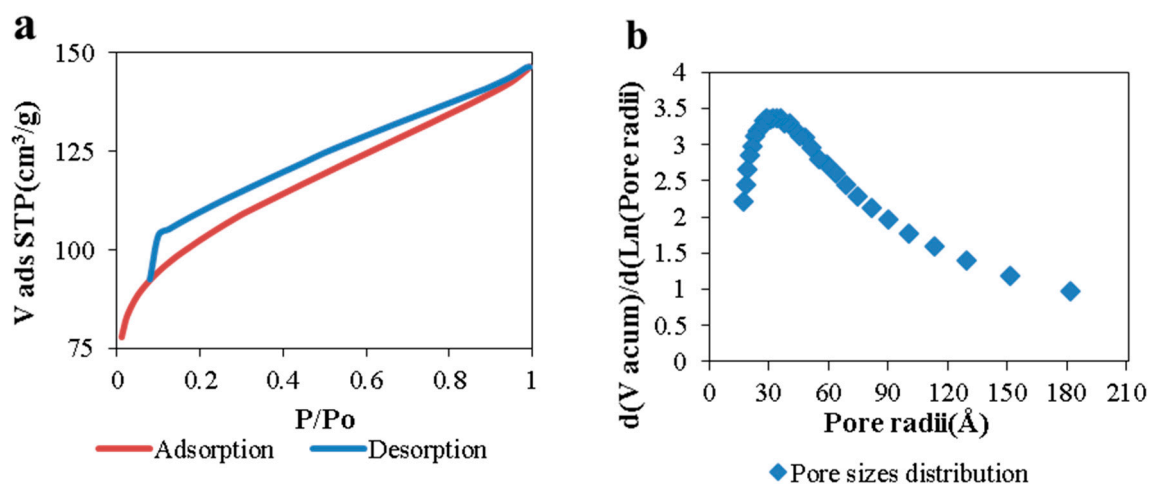 a
V ads STP(cm³/g)
150
125
100
75
0 0.2 0.4 0.6 0.8 1
P/Po
Adsorption Desorption
b
d(V acum)/d(Ln(Pore radii)
4
3.5
3
2.5
2
1.5
1
0.5
0
0 30 60 90 120 150 180 210
Pore radii(Å)
Pore sizes distribution